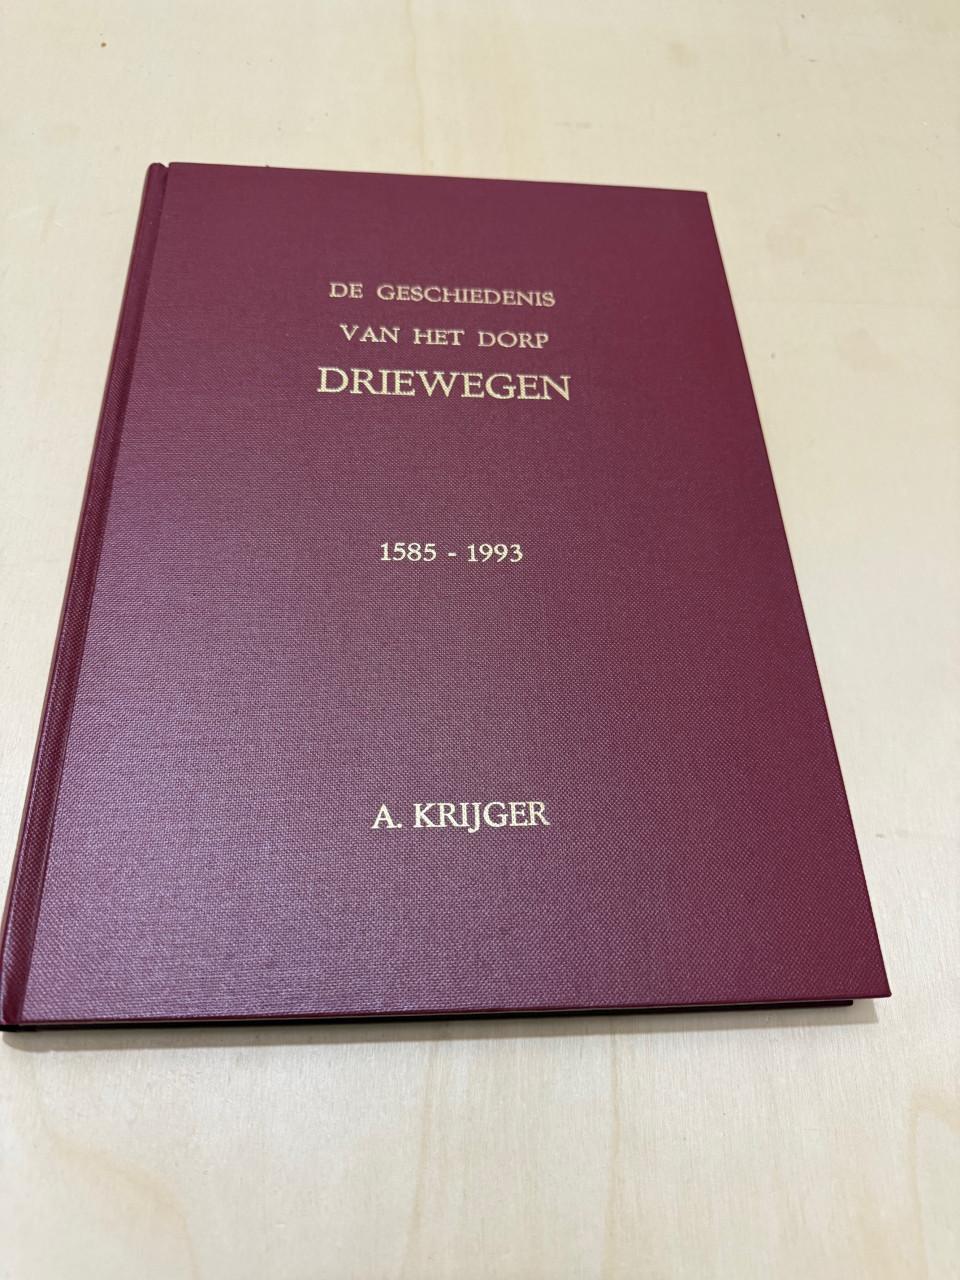 DE GESCHIEDENIS
VAN HET DORP
DRIEWEGEN
1585 - 1993
A. KRIJGER